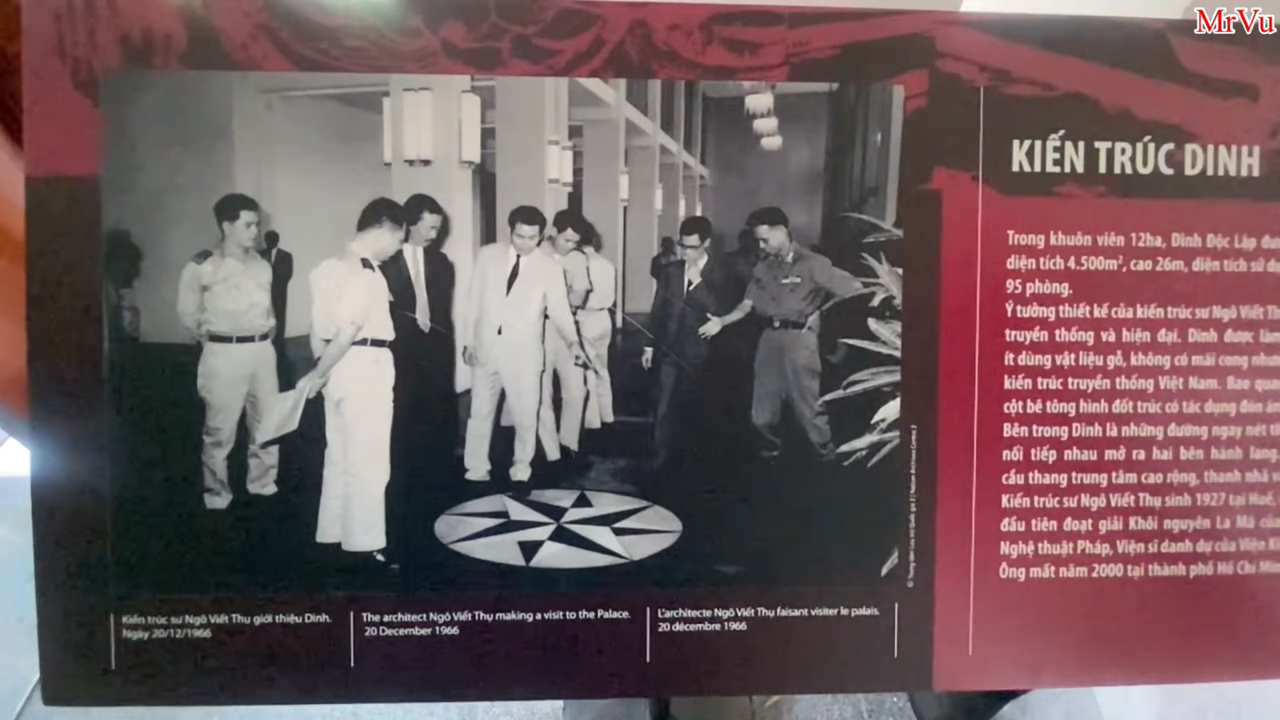 MrVu
KIẾN TRÚC DINH
Trong khuôn viên 12ha, Dinh Độc Lập
diện tích 4.500m², cao 26m, diện tích sử
95 phòng.
Ý tưởng thiết kế của kiến trúc sư Ngô Viết
truyền thống và hiện đại. Dinh được
ít dùng vật liệu gỗ, không có mái cong
kiến trúc truyền thống Việt Nam. Bao
cột bê tông hình đốt trúc có tác dụng đón
Bên trong Dinh là những đường ngay nét
nối tiếp nhau mở ra hai bên hành lang.
cầu thang trung tâm cao rộng, thanh nhã
Kiến trúc sư Ngô Viết Thụ sinh 1927 tại Huế,
đầu tiên đoạt giải Khôi nguyên La Mã
Nghệ thuật Pháp, Viện sĩ danh dự của Viện
Ông mất năm 2000 tại thành phố Hồ Chí
Kiến trúc sư Ngô Viết Thụ giới thiệu Dinh.
Ngày 20/12/1966
The architect Ngô Viết Thụ making a visit to the Palace.
20 December 1966
L'architecte Ngô Viết Thụ faisant visiter le palais.
20 décembre 1966